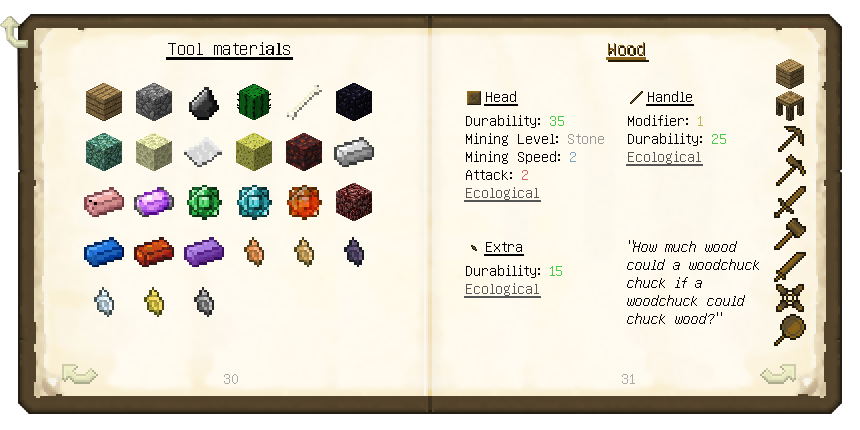 Tool materials
30
Wood
Head
Durability: 35
Mining Level: Stone
Mining Speed: 2
Attack: 2
Ecological
Handle
Modifier: 1
Durability: 25
Ecological
Extra
Durability: 15
Ecological
"How much wood
could a woodchuck
chuck if a
woodchuck could
chuck wood?"
31